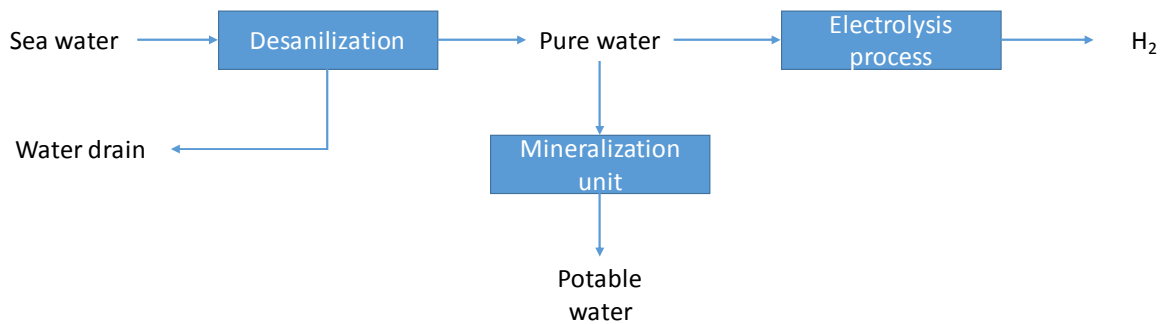 Sea water
Desanilization
Pure water
Electrolysis
process
H₂
Water drain
Mineralization
unit
Potable
water